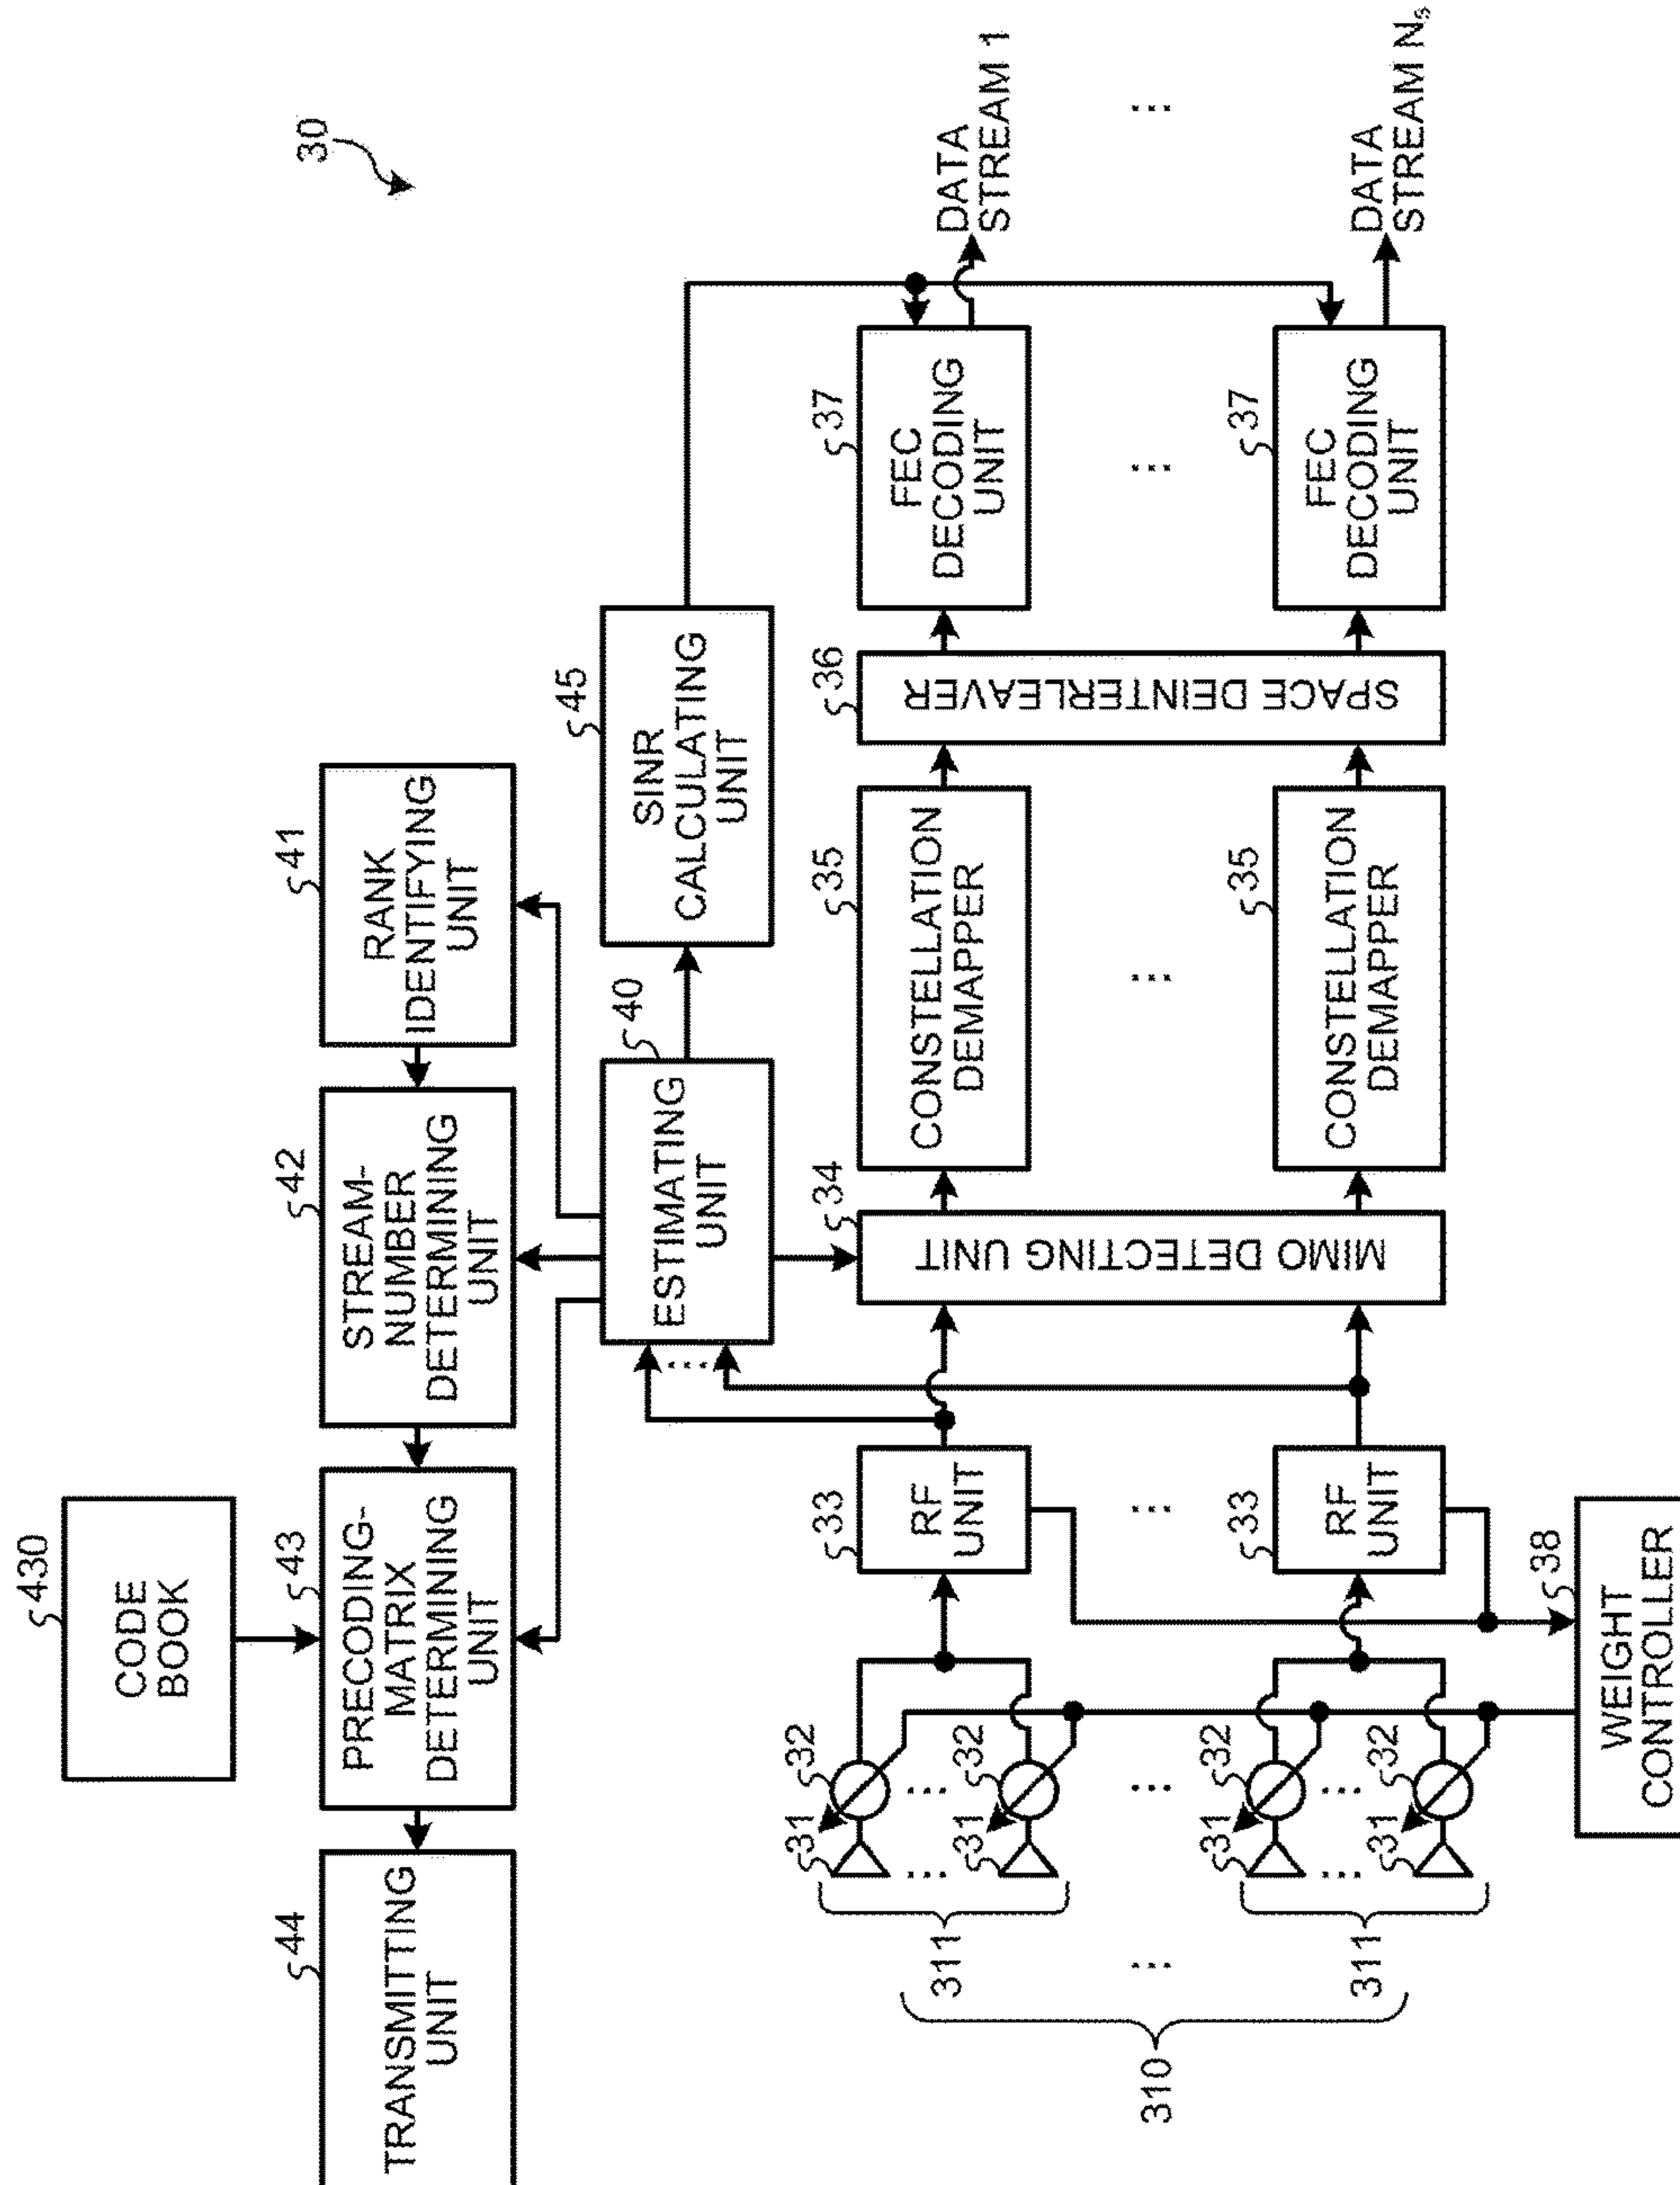 30
430
CODE
BOOK
44
TRANSMITTING
UNIT
43
PRECODING-
MATRIX
DETERMINING
UNIT
42
STREAM-
NUMBER
DETERMINING
UNIT
41
RANK
IDENTIFYING
UNIT
40
ESTIMATING
UNIT
...
45
SINR
CALCULATING
UNIT
310
311
31
32
...
...
31
32
33
RF
UNIT
34
MIMO DETECTING UNIT
35
CONSTELLATION
DEMAPPER
36
SPACE DEINTERLEAVER
37
FEC
DECODING
UNIT
DATA
STREAM 1
...
...
...
...
...
...
311
31
32
...
...
31
32
33
RF
UNIT
35
CONSTELLATION
DEMAPPER
37
FEC
DECODING
UNIT
DATA
STREAM Ns
38
WEIGHT
CONTROLLER